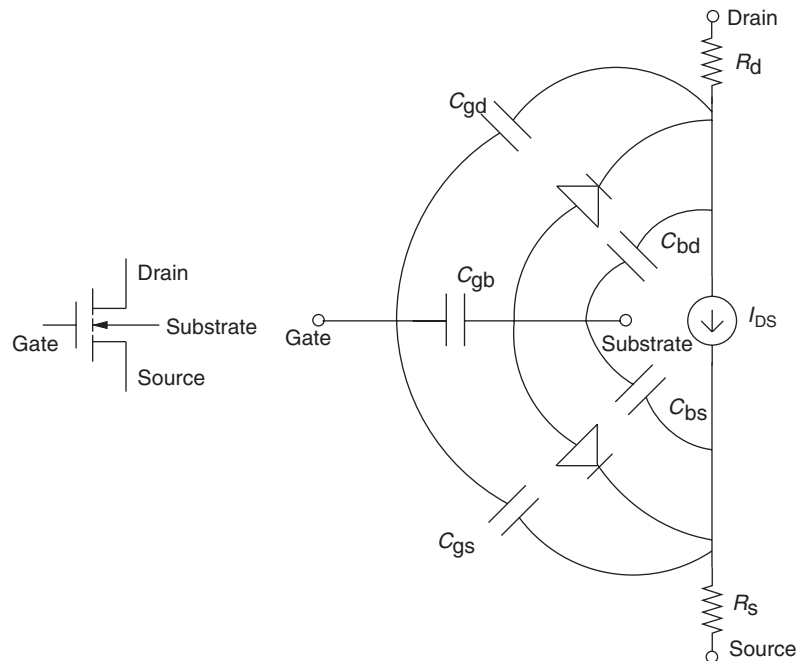 Drain
Substrate
Gate
Source
Drain
Rd
Cgd
Cbd
Cgb
IDS
Gate
Substrate
Cbs
Cgs
Rs
Source